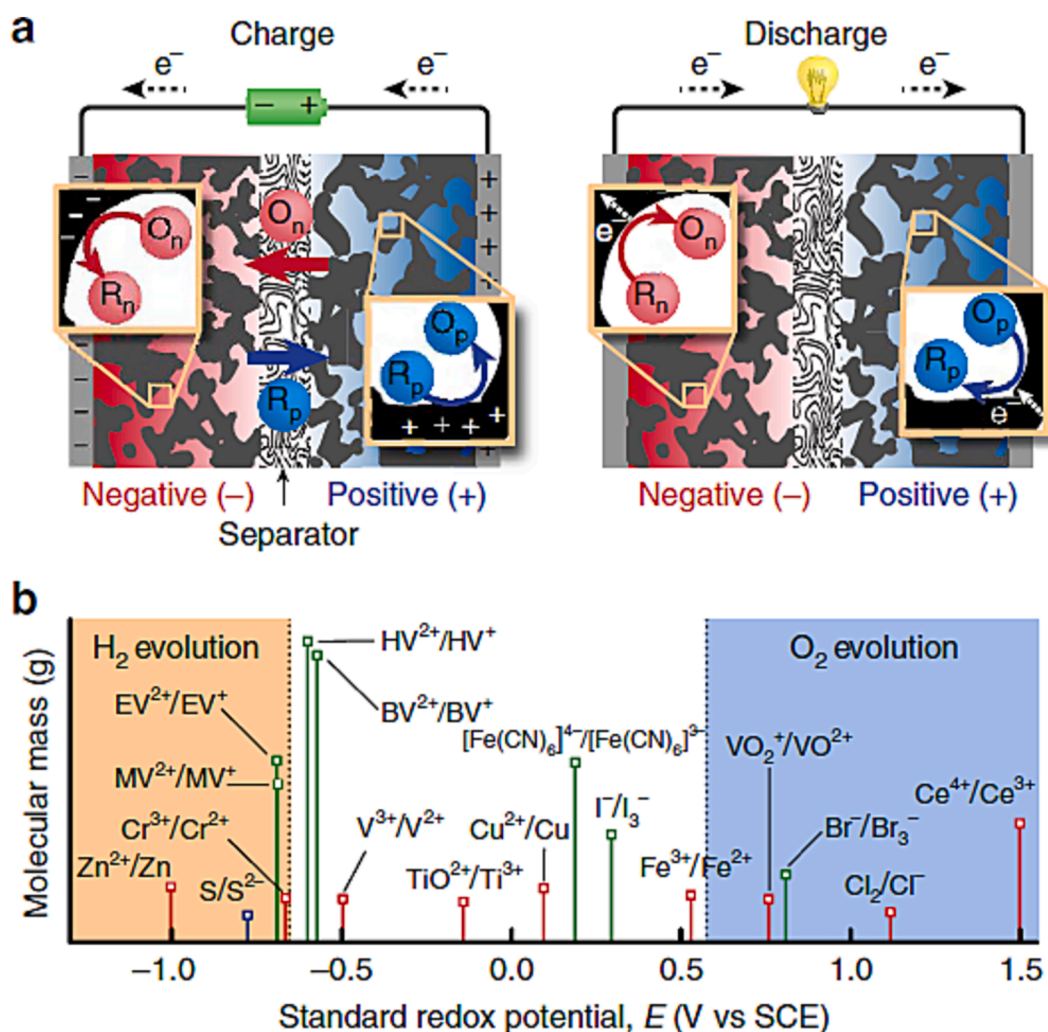 a
Charge
Discharge
e⁻
e⁻
e⁻
e⁻
− +
Oₙ
Rₙ
Oₙ
Oₚ
Rₚ
Rₚ
Oₙ
Rₙ
e⁻
Oₚ
Rₚ
e⁻
Negative (–)
Positive (+)
Negative (–)
Positive (+)
Separator
b
H₂ evolution
O₂ evolution
HV²⁺/HV⁺
EV²⁺/EV⁺
BV²⁺/BV⁺
[Fe(CN)₆]⁴⁻/[Fe(CN)₆]³⁻
VO₂⁺/VO²⁺
MV²⁺/MV⁺
Ce⁴⁺/Ce³⁺
Cr³⁺/Cr²⁺
V³⁺/V²⁺
Cu²⁺/Cu
I⁻/I₃⁻
Br⁻/Br₃⁻
Zn²⁺/Zn
S/S²⁻
TiO²⁺/Ti³⁺
Fe³⁺/Fe²⁺
Cl₂/Cl⁻
Molecular mass (g)
−1.0 −0.5 0.0 0.5 1.0 1.5
Standard redox potential, E (V vs SCE)